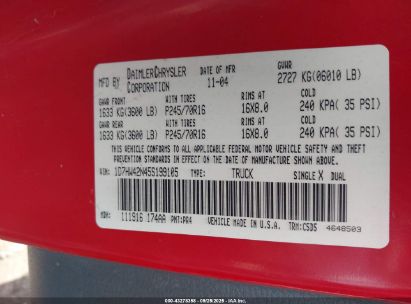 MFD BY DAIMLERCHRYSLER CORPORATION DATE OF MFR 11-04 GVWR 2727 KG(06010 LB)
GAWR FRONT WITH TIRES RIMS AT COLD
1633 KG(3600 LB) P245/70R16 16X8.0 240 KPA( 35 PSI)
GAWR REAR WITH TIRES RIMS AT COLD
1633 KG(3600 LB) P245/70R16 16X8.0 240 KPA( 35 PSI)
THIS VEHICLE CONFORMS TO ALL APPLICABLE FEDERAL MOTOR VEHICLE SAFETY AND
THEFT PREVENTION STANDARDS IN EFFECT ON THE DATE OF MANUFACTURE SHOWN ABOVE.
VIN: 1D7HW42N45S198105 TYPE: TRUCK SINGLE X DUAL
MDH: 111916 174AA PNT:PR4 VEHICLE MADE IN U.S.A. TRM:C5DS 4648503